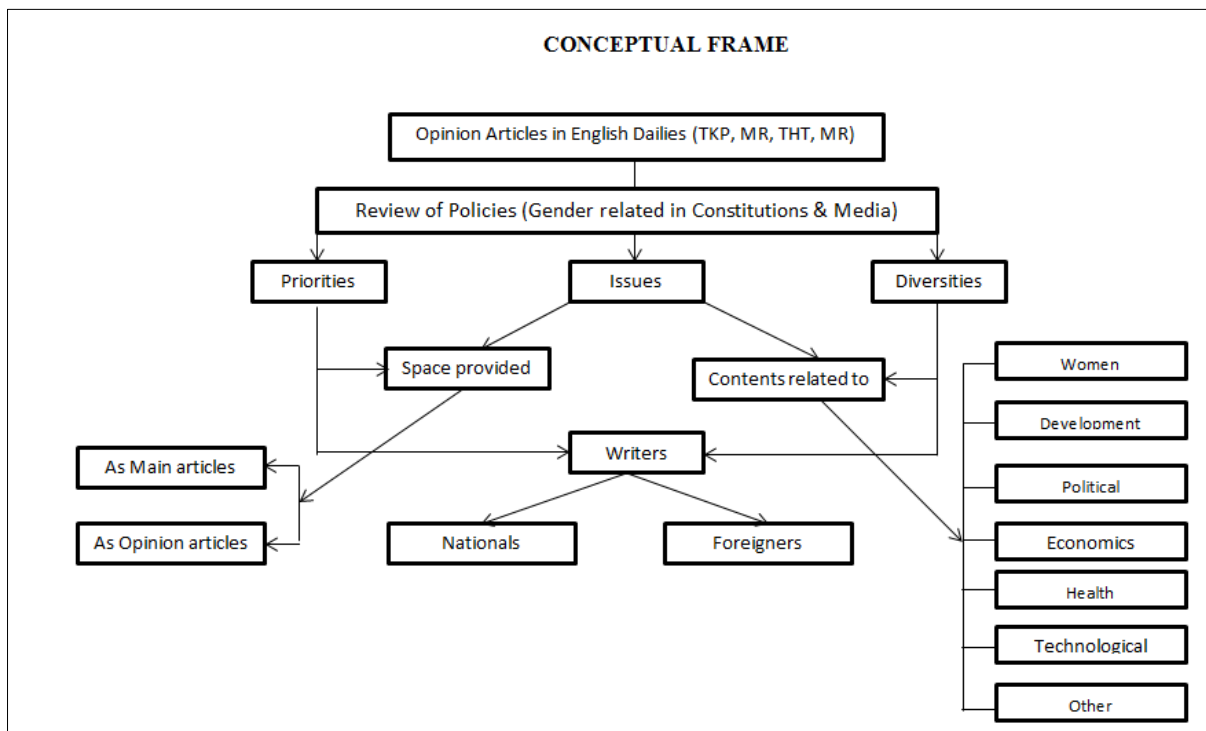 CONCEPTUAL FRAME
Opinion Articles in English Dailies (TKP, MR, THT, MR)
Review of Policies (Gender related in Constitutions & Media)
Priorities
Issues
Diversities
Space provided
Contents related to
Writers
As Main articles
As Opinion articles
Nationals
Foreigners
Women
Development
Political
Economics
Health
Technological
Other